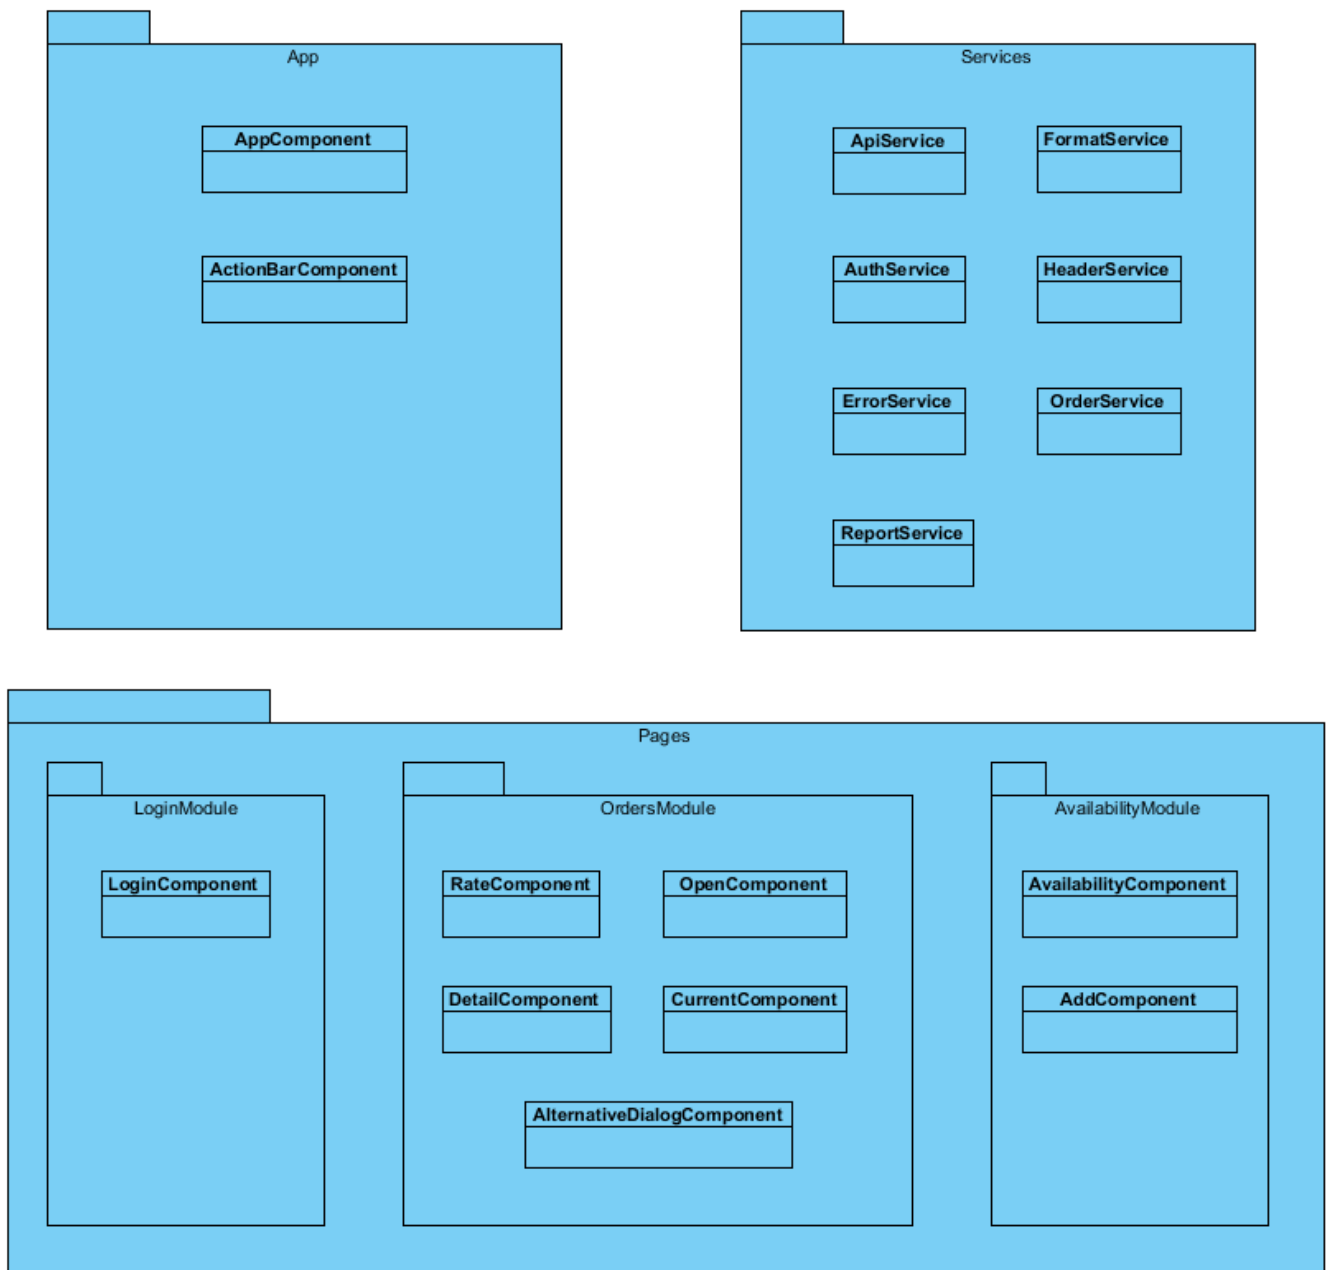 App
AppComponent
ActionBarComponent
Services
ApiService
FormatService
AuthService
HeaderService
ErrorService
OrderService
ReportService
Pages
LoginModule
LoginComponent
OrdersModule
RateComponent
OpenComponent
DetailComponent
CurrentComponent
AlternativeDialogComponent
AvailabilityModule
AvailabilityComponent
AddComponent